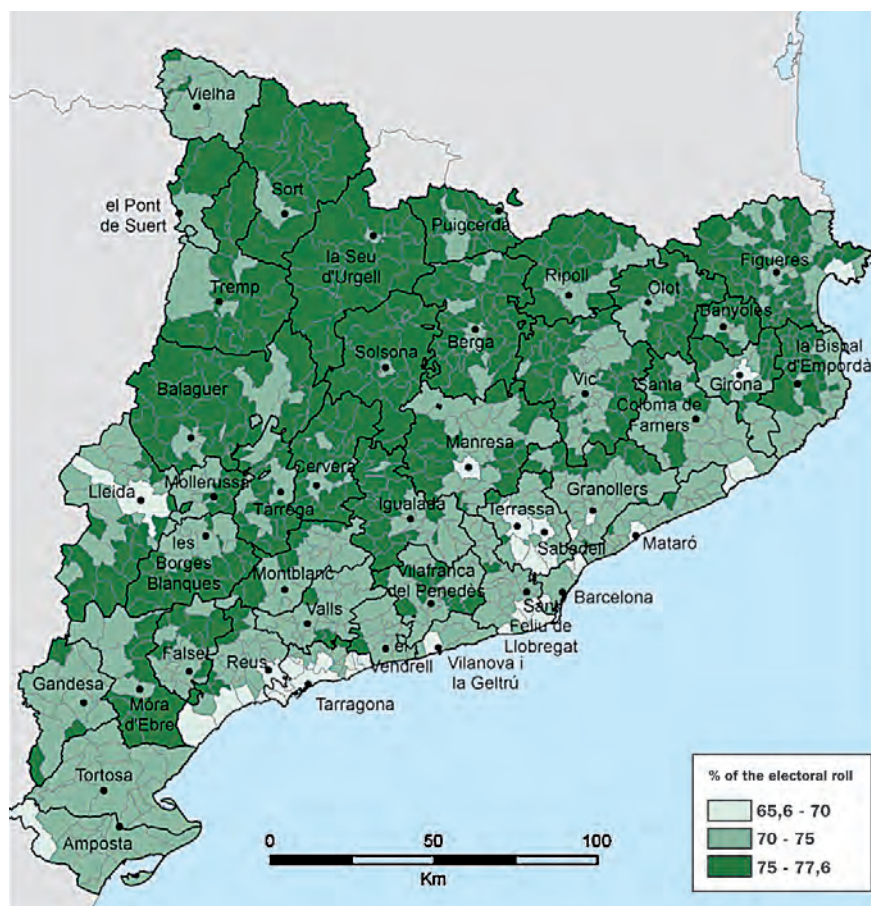 Vielha
Sort
el Pont
de Suert
Puigcerdà
la Seu
d'Urgell
Ripoll
Figueres
Olot
Tremp
Banyoles
la Bisbal
d'Empordà
Berga
Solsona
Balaguer
Vic
Santa
Coloma de
Farners
Girona
Manresa
Lleida
Mollerussa
Cervera
Tàrrega
Igualada
Terrassa
Granollers
Sabadell
Mataró
les
Borges
Blanques
Montblanc
Vilafranca
del Penedès
Barcelona
Sant
Feliu de
Llobregat
Valls
Falset
Reus
el
Vendrell
Vilanova i
la Geltrú
Gandesa
Móra
d'Ebre
Tarragona
Tortosa
Amposta
0 50 100
Km
% of the electoral roll
65,6 - 70
70 - 75
75 - 77,6